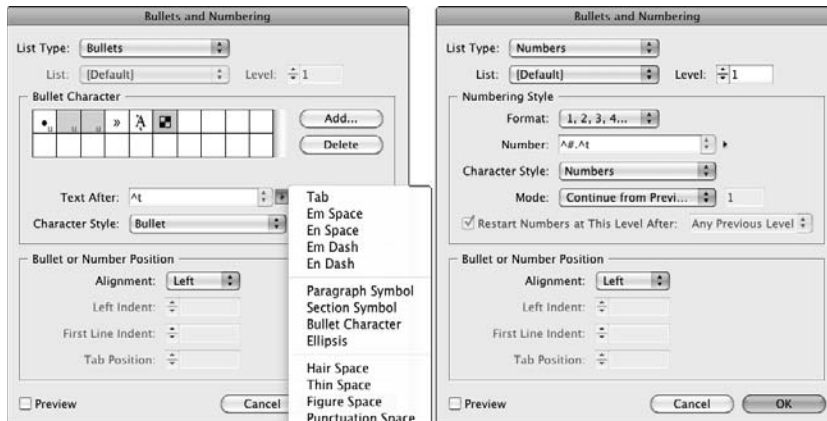 Bullets and Numbering
List Type: Bullets
List: [Default] Level: 1
Bullet Character
• u u u » A
Add...
Delete
Text After: ^t
Character Style: Bullet
Tab
Em Space
En Space
Em Dash
En Dash
Paragraph Symbol
Section Symbol
Bullet Character
Ellipsis
Hair Space
Thin Space
Figure Space
Punctuation Space
Bullet or Number Position
Alignment: Left
Left Indent:
First Line Indent:
Tab Position:
Preview
Cancel
Bullets and Numbering
List Type: Numbers
List: [Default] Level: 1
Numbering Style
Format: 1, 2, 3, 4...
Number: ^#.^t
Character Style: Numbers
Mode: Continue from Previ... 1
Restart Numbers at This Level After: Any Previous Level
Bullet or Number Position
Alignment: Left
Left Indent:
First Line Indent:
Tab Position:
Preview
Cancel OK